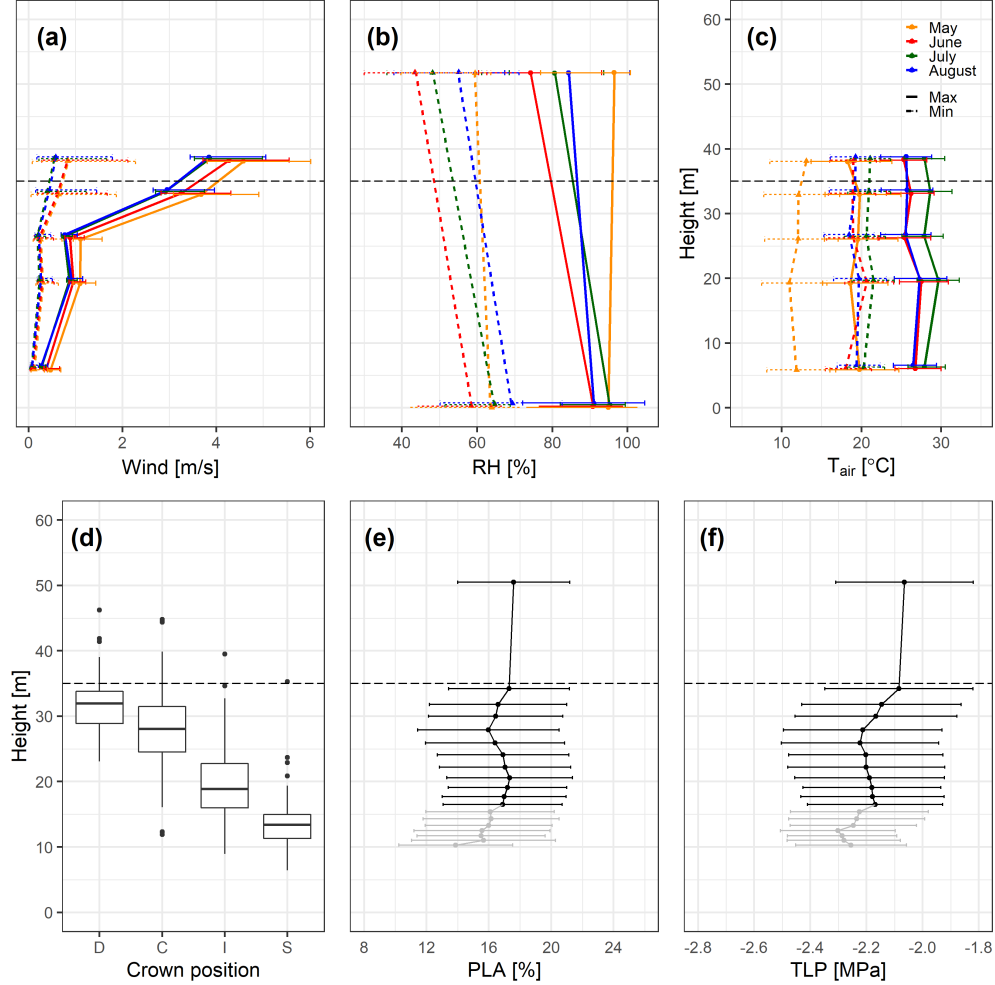 (a)
(b)
(c)
May
June
July
August
Max
Min
Height [m]
60
50
40
30
20
10
0
0 2 4 6
Wind [m/s]
40 60 80 100
RH [%]
10 20 30
Tair [°C]
(d)
(e)
(f)
Height [m]
60
50
40
30
20
10
0
D C I S
Crown position
8 12 16 20 24
PLA [%]
-2.8 -2.6 -2.4 -2.2 -2.0 -1.8
TLP [MPa]